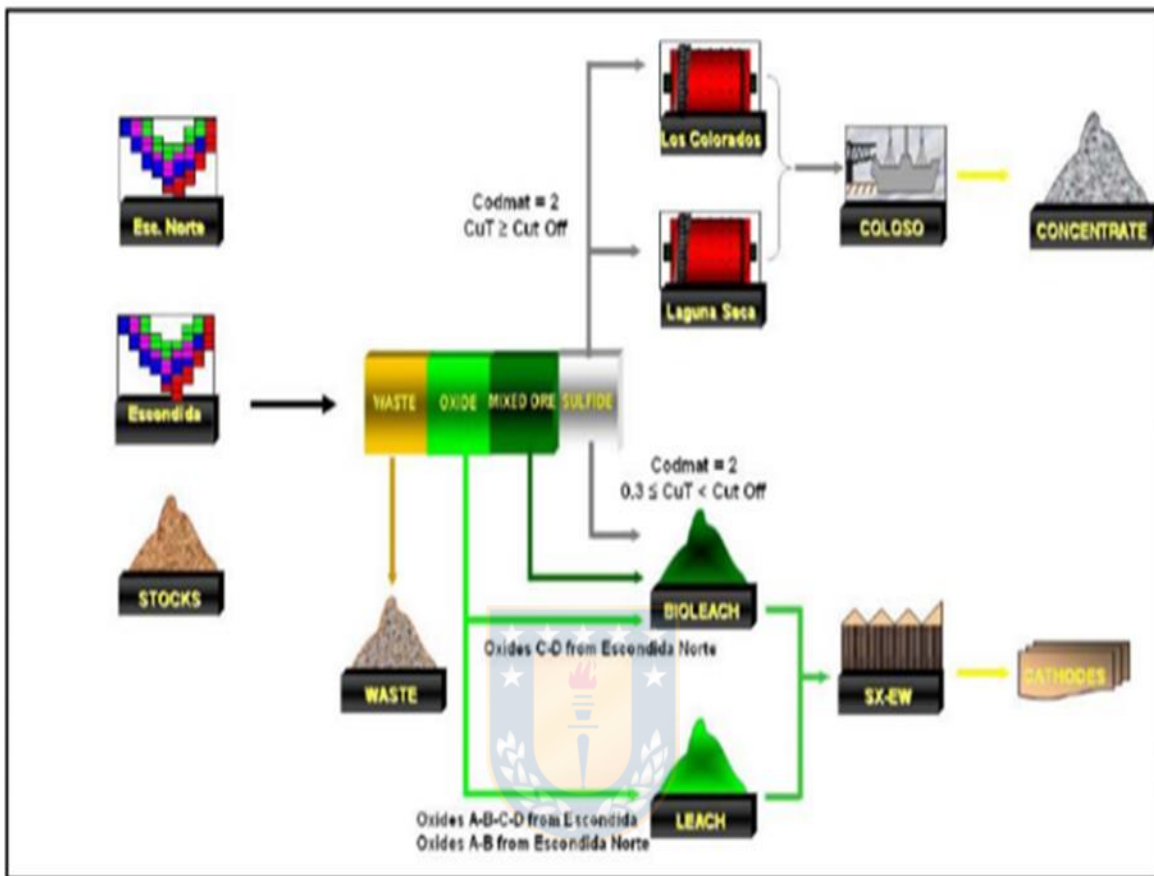 Esc. Norte
Escondida
STOCKS
WASTE
OXIDE
MIXED ORE
SULFIDE
Codmat = 2
CuT ≥ Cut Off
Los Colorados
Laguna Seca
COLOSO
CONCENTRATE
Codmat = 2
0.3 ≤ CuT < Cut Off
WASTE
BIOLEACH
Oxides C-D from Escondida Norte
SX-EW
CATHODES
LEACH
Oxides A-B-C-D from Escondida
Oxides A-B from Escondida Norte